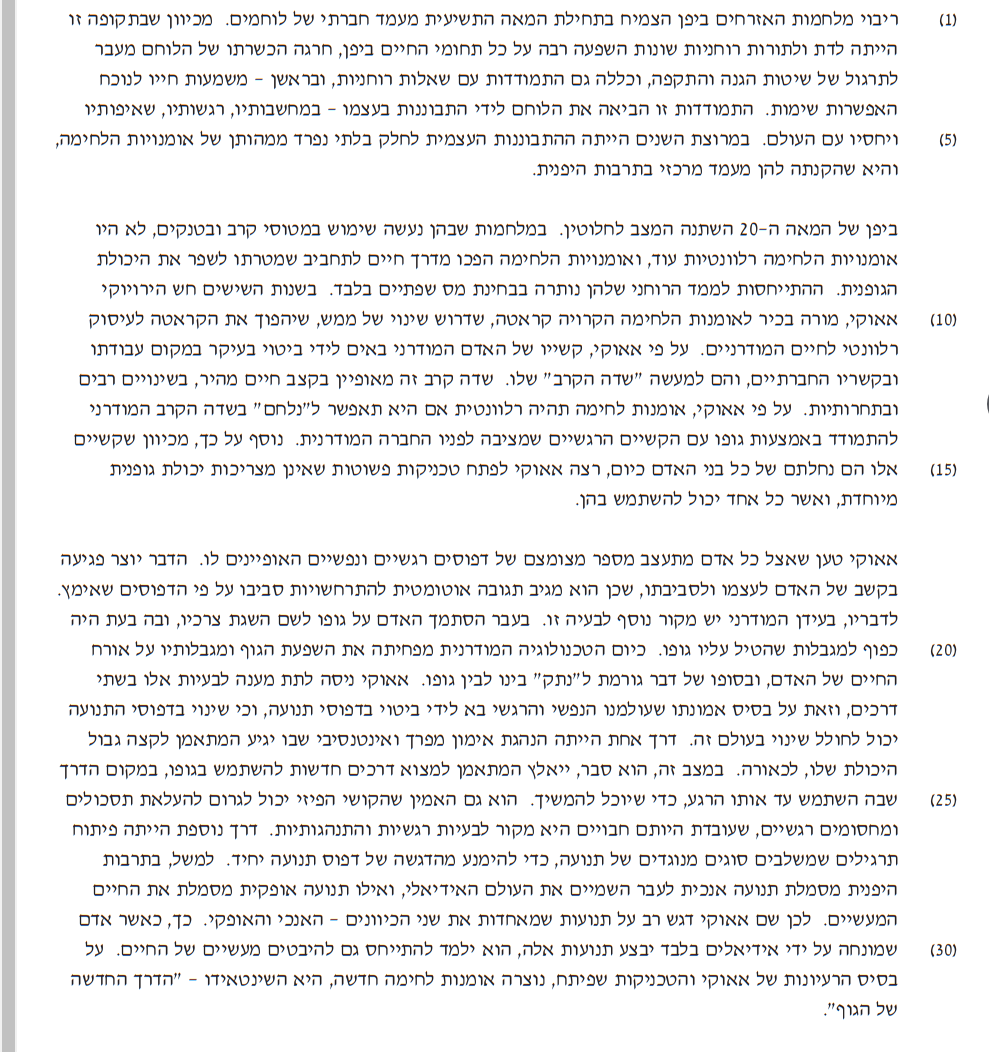 (1) ריבוי מלחמות האזרחים ביפן הצמיח בתחילת המאה התשיעית מעמד חברתי של לוחמים. מכיוון שבתקופה זו
הייתה לדת ולתורות רוחניות שונות השפעה רבה על כל תחומי החיים ביפן, חרגה הכשרתו של הלוחם מעבר
לתרגול של שיטות הגנה והתקפה, וכללה גם התמודדות עם שאלות רוחניות, ובראשן – משמעות חייו לנוכח
האפשרות שימות. התמודדות זו הביאה את הלוחם לידי התבוננות בעצמו – במחשבותיו, רגשותיו, שאיפותיו
(5) ויחסיו עם העולם. במרוצת השנים הייתה ההתבוננות העצמית לחלק בלתי נפרד ממהותן של אומנויות הלחימה,
והיא שהקנתה להן מעמד מרכזי בתרבות היפנית.
ביפן של המאה ה-20 השתנה המצב לחלוטין. במלחמות שבהן נעשה שימוש במטוסי קרב ובטנקים, לא היו
אומנויות הלחימה רלוונטיות עוד, ואומנויות הלחימה הפכו מדרך חיים לתחביב שמטרתו לשפר את היכולת
הגופנית. ההתייחסות לממד הרוחני שלהן נותרה בבחינת מס שפתיים בלבד. בשנות השישים חש הירויוקי
(10) אאוקי, מורה בכיר לאומנות הלחימה הקרויה קראטה, שדרוש שינוי של ממש, שיהפוך את הקראטה לעיסוק
רלוונטי לחיים המודרניים. על פי אאוקי, קשייו של האדם המודרני באים לידי ביטוי בעיקר במקום עבודתו
ובקשריו החברתיים, והם למעשה "שדה הקרב" שלו. שדה קרב זה מאופיין בקצב חיים מהיר, בשינויים רבים
ובתחרותיות. על פי אאוקי, אומנות לחימה תהיה רלוונטית אם היא תאפשר ל"נלחם" בשדה הקרב המודרני
להתמודד באמצעות גופו עם הקשיים הרגשיים שמציבה לפניו החברה המודרנית. נוסף על כך, מכיוון שקשיים
(15) אלו הם נחלתם של כל בני האדם כיום, רצה אאוקי לפתח טכניקות פשוטות שאינן מצריכות יכולת גופנית
מיוחדת, ואשר כל אחד יכול להשתמש בהן.
אאוקי טען שאצל כל אדם מתעצב מספר מצומצם של דפוסים רגשיים ונפשיים האופייניים לו. הדבר יוצר פגיעה
בקשב של האדם לעצמו ולסביבתו, שכן הוא מגיב תגובה אוטומטית להתרחשויות סביבו על פי הדפוסים שאימץ.
לדבריו, בעידן המודרני יש מקור נוסף לבעיה זו. בעבר הסתמך האדם על גופו לשם השגת צרכיו, ובה בעת היה
(20) כפוף למגבלות שהטיל עליו גופו. כיום הטכנולוגיה המודרנית מפחיתה את השפעת הגוף ומגבלותיו על אורח
החיים של האדם, ובסופו של דבר גורמת ל"נתק" בינו לבין גופו. אאוקי ניסה לתת מענה לבעיות אלו בשתי
דרכים, וזאת על בסיס אמונתו שעולמנו הנפשי והרגשי בא לידי ביטוי בדפוסי תנועה, וכי שינוי בדפוסי התנועה
יכול לחולל שינוי בעולם זה. דרך אחת הייתה הנהגת אימון מפרך ואינטנסיבי שבו יגיע המתאמן לקצה גבול
היכולת שלו, לכאורה. במצב זה, הוא סבר, ייאלץ המתאמן למצוא דרכים חדשות להשתמש בגופו, במקום הדרך
(25) שבה השתמש עד אותו הרגע, כדי שיוכל להמשיך. הוא גם האמין שהקושי הפיזי יכול לגרום להעלאת תסכולים
ומחסומים רגשיים, שעובדת היותם חבויים היא מקור לבעיות רגשיות והתנהגותיות. דרך נוספת הייתה פיתוח
תרגילים שמשלבים סוגים מנוגדים של תנועה, כדי להימנע מהדגשה של דפוס תנועה יחיד. למשל, בתרבות
היפנית מסמלת תנועה אנכית לעבר השמיים את העולם האידיאלי, ואילו תנועה אופקית מסמלת את החיים
המעשיים. לכן שם אאוקי דגש רב על תנועות שמאחדות את שני הכיוונים – האנכי והאופקי. כך, כאשר אדם
(30) שמונחה על ידי אידיאלים בלבד יבצע תנועות אלה, הוא ילמד להתייחס גם להיבטים מעשיים של החיים. על
בסיס הרעיונות של אאוקי והטכניקות שפיתח, נוצרה אומנות לחימה חדשה, היא השינטאידו – "הדרך החדשה
של הגוף".